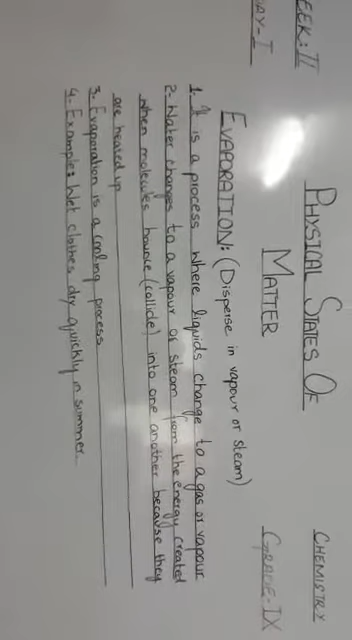 WEEK: II
CHEMISTRY
PHYSICAL STATES OF
DAY-I
MATTER
GRADE-IX
EVAPORATION: (Disperse in vapour or steam)
1. It is a process where liquids change to a gas or vapour
2. Water changes to a vapour or steam from the energy created
when molecules bounce (collide) into one another because they
are heated up
3. Evaporation is a cooling process
4. Example: Wet clothes dry quickly in summer.